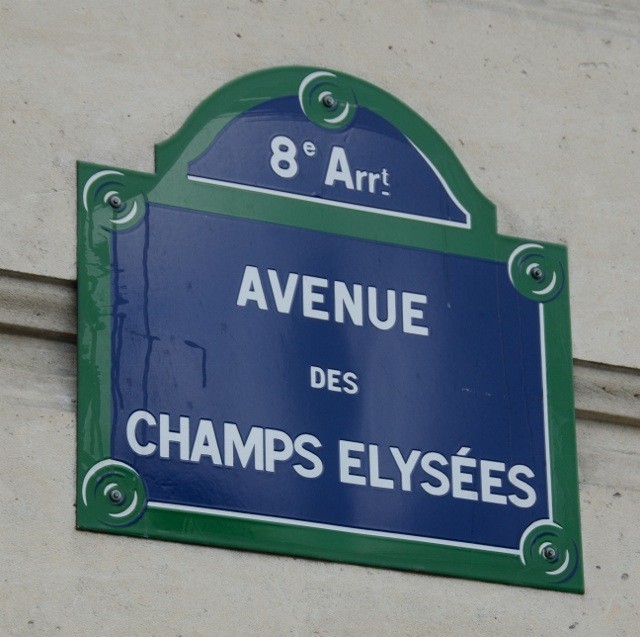 8e Arrt
AVENUE
DES
CHAMPS ELYSÉES